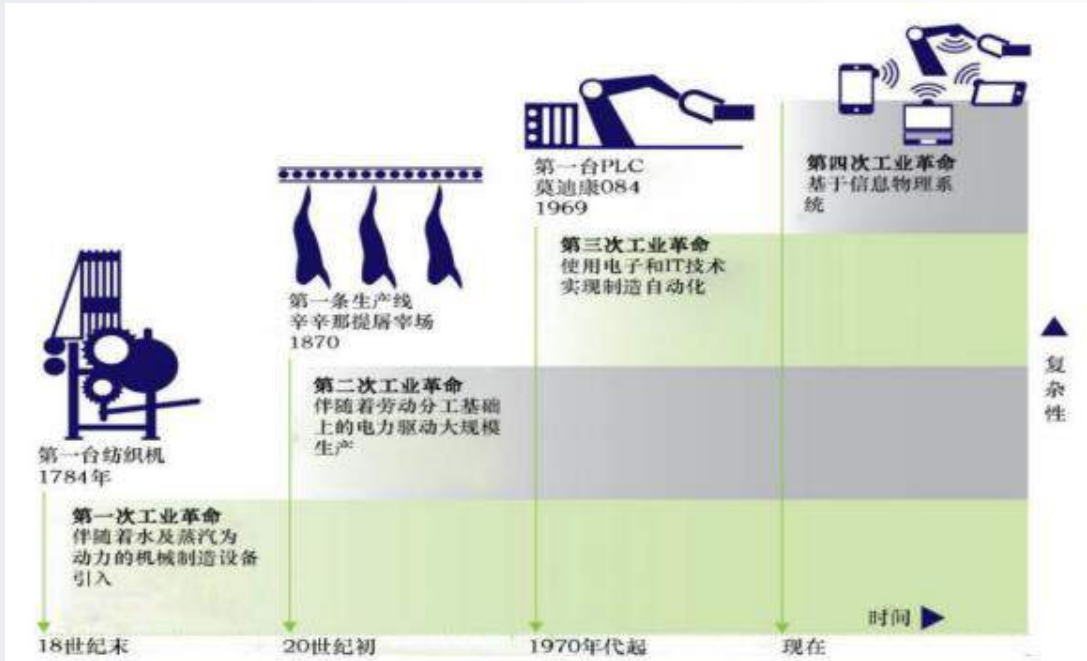 第一台纺织机
1784年
第一次工业革命
伴随着水及蒸汽为
动力的机械制造设备
引入
18世纪末
第一条生产线
辛辛那提屠宰场
1870
第二次工业革命
伴随着劳动分工基础
上的电力驱动大规模
生产
20世纪初
第一台PLC
莫迪康084
1969
第三次工业革命
使用电子和IT技术
实现制造自动化
1970年代起
第四次工业革命
基于信息物理系
统
现在
时间
复杂性